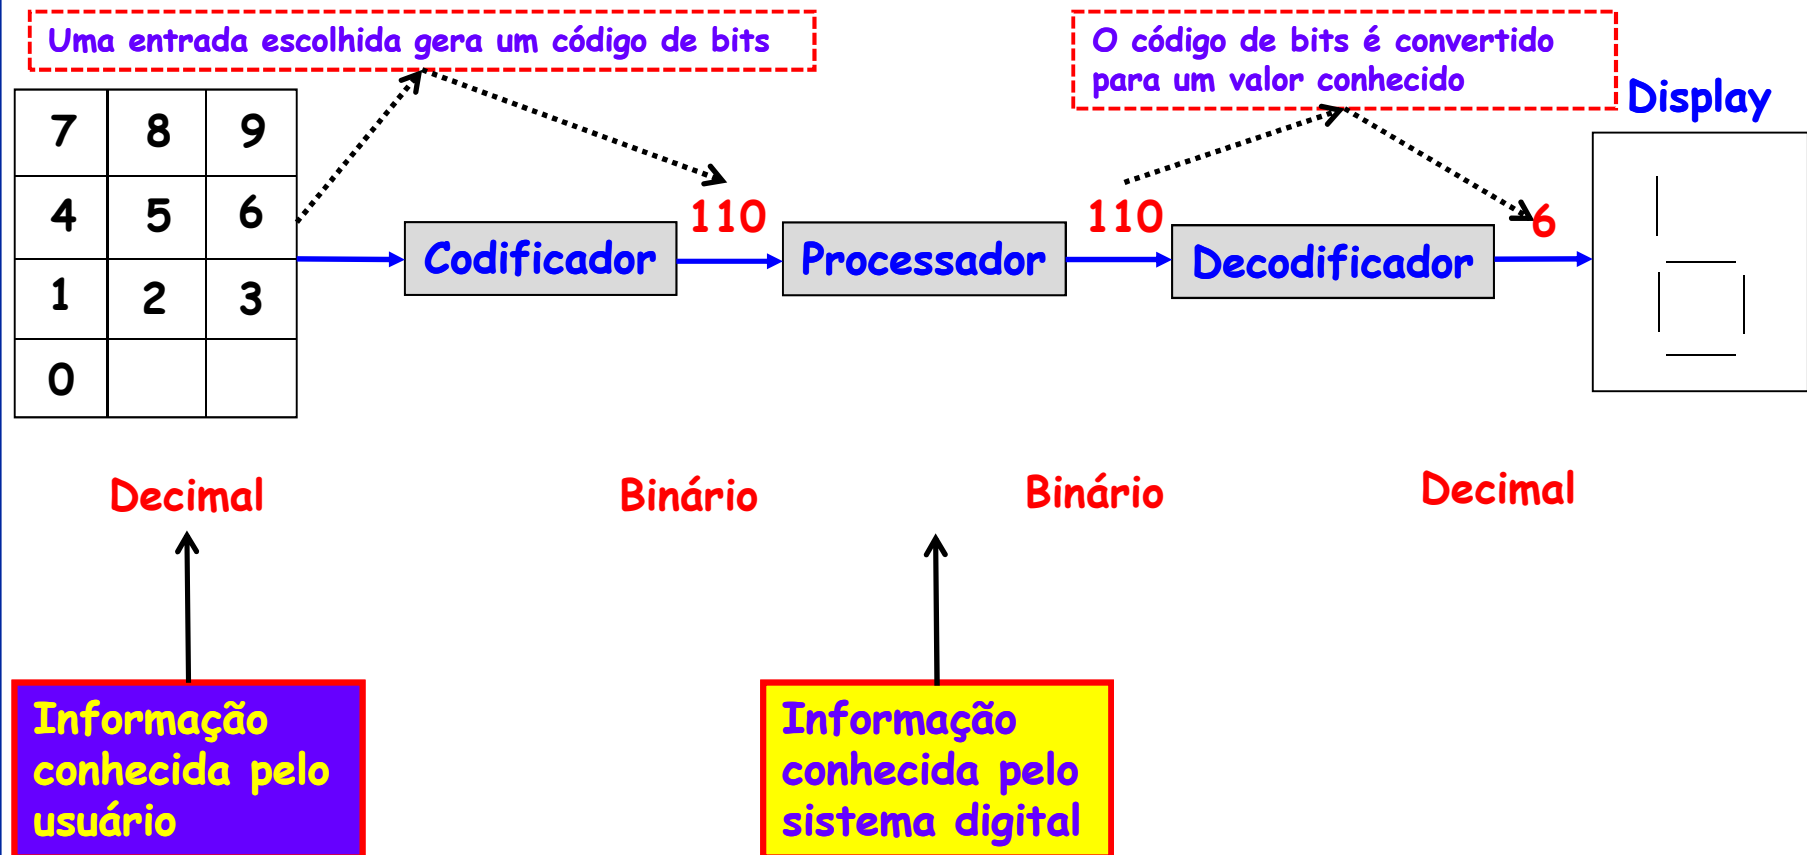 Uma entrada escolhida gera um código de bits
O código de bits é convertido
para um valor conhecido
Display
7 8 9
4 5 6
1 2 3
0
Codificador
110
Processador
110
Decodificador
6
Decimal
Binário
Binário
Decimal
Informação
conhecida pelo
usuário
Informação
conhecida pelo
sistema digital